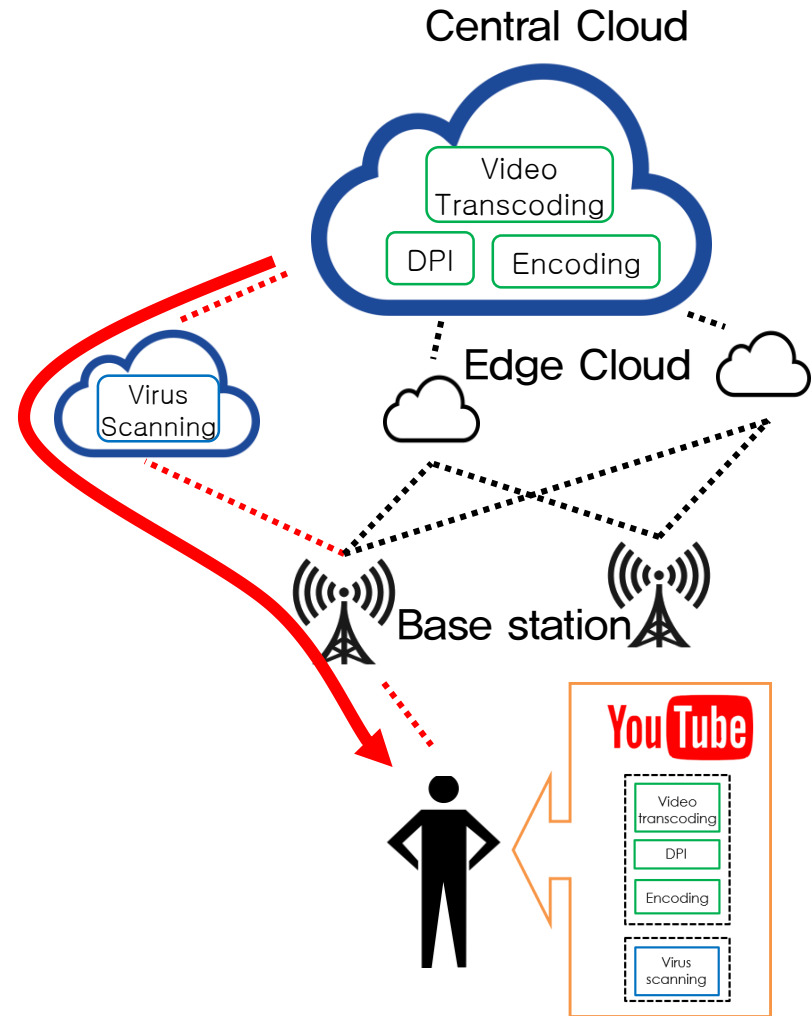 Central Cloud
Video
Transcoding
DPI
Encoding
Edge Cloud
Virus
Scanning
Base station
YouTube
Video
transcoding
DPI
Encoding
Virus
scanning